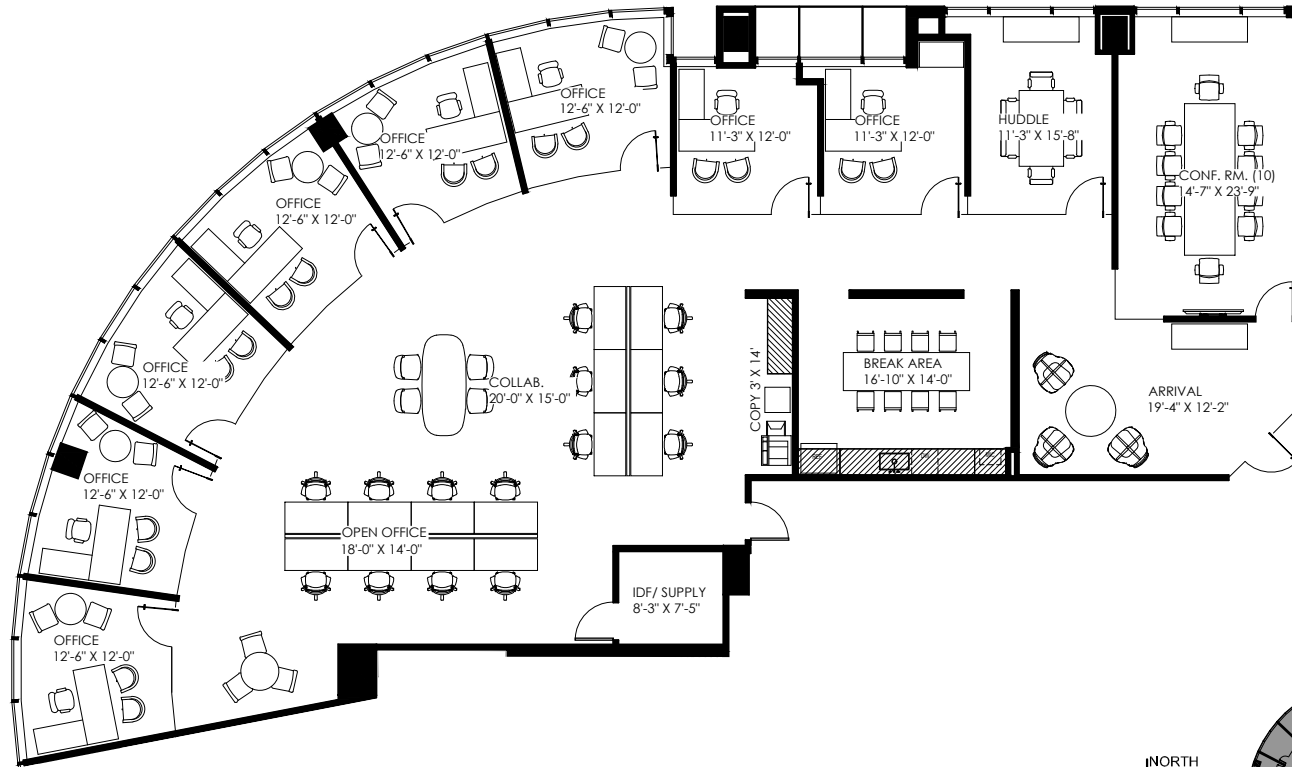 OFFICE
12'-6" X 12'-0"
OFFICE
12'-6" X 12'-0"
OFFICE
11'-3" X 12'-0"
OFFICE
11'-3" X 12'-0"
HUDDLE
11'-3" X 15'-8"
CONF. RM. (10)
14'-7" X 23'-9"
OFFICE
12'-6" X 12'-0"
OFFICE
12'-6" X 12'-0"
COLLAB.
20'-0" X 15'-0"
COPY 3' X 14'
BREAK AREA
16'-10" X 14'-0"
ARRIVAL
19'-4" X 12'-2"
OFFICE
12'-6" X 12'-0"
OPEN OFFICE
18'-0" X 14'-0"
IDF/ SUPPLY
8'-3" X 7'-5"
OFFICE
12'-6" X 12'-0"
NORTH